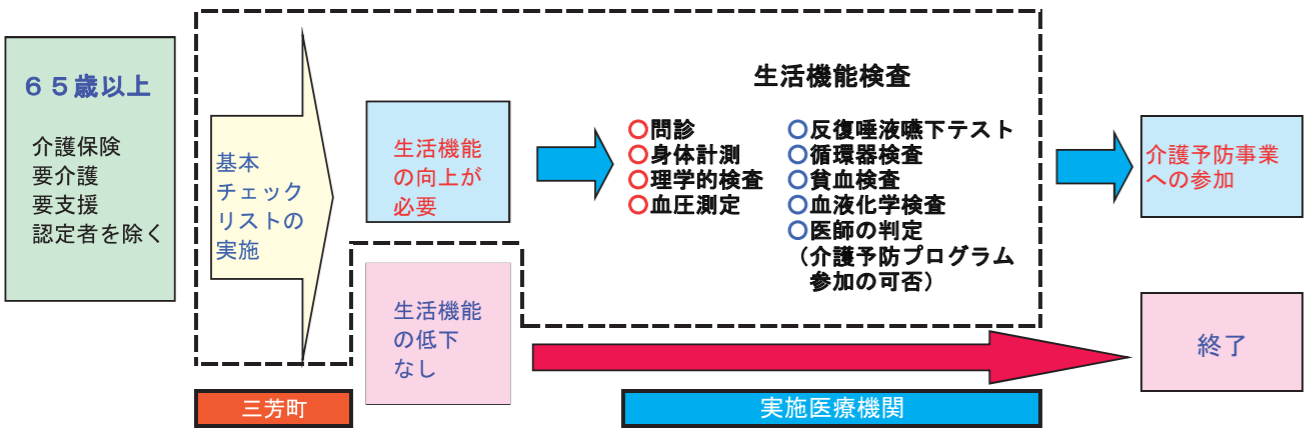 ６５歳以上
介護保険
要介護
要支援
認定者を除く
基本
チェック
リストの
実施
生活機能
の向上が
必要
生活機能
の低下
なし
生活機能検査
○問診
○身体計測
○理学的検査
○血圧測定
○反復唾液嚥下テスト
○循環器検査
○貧血検査
○血液化学検査
○医師の判定
（介護予防プログラム
参加の可否）
介護予防事業
への参加
終了
三芳町
実施医療機関